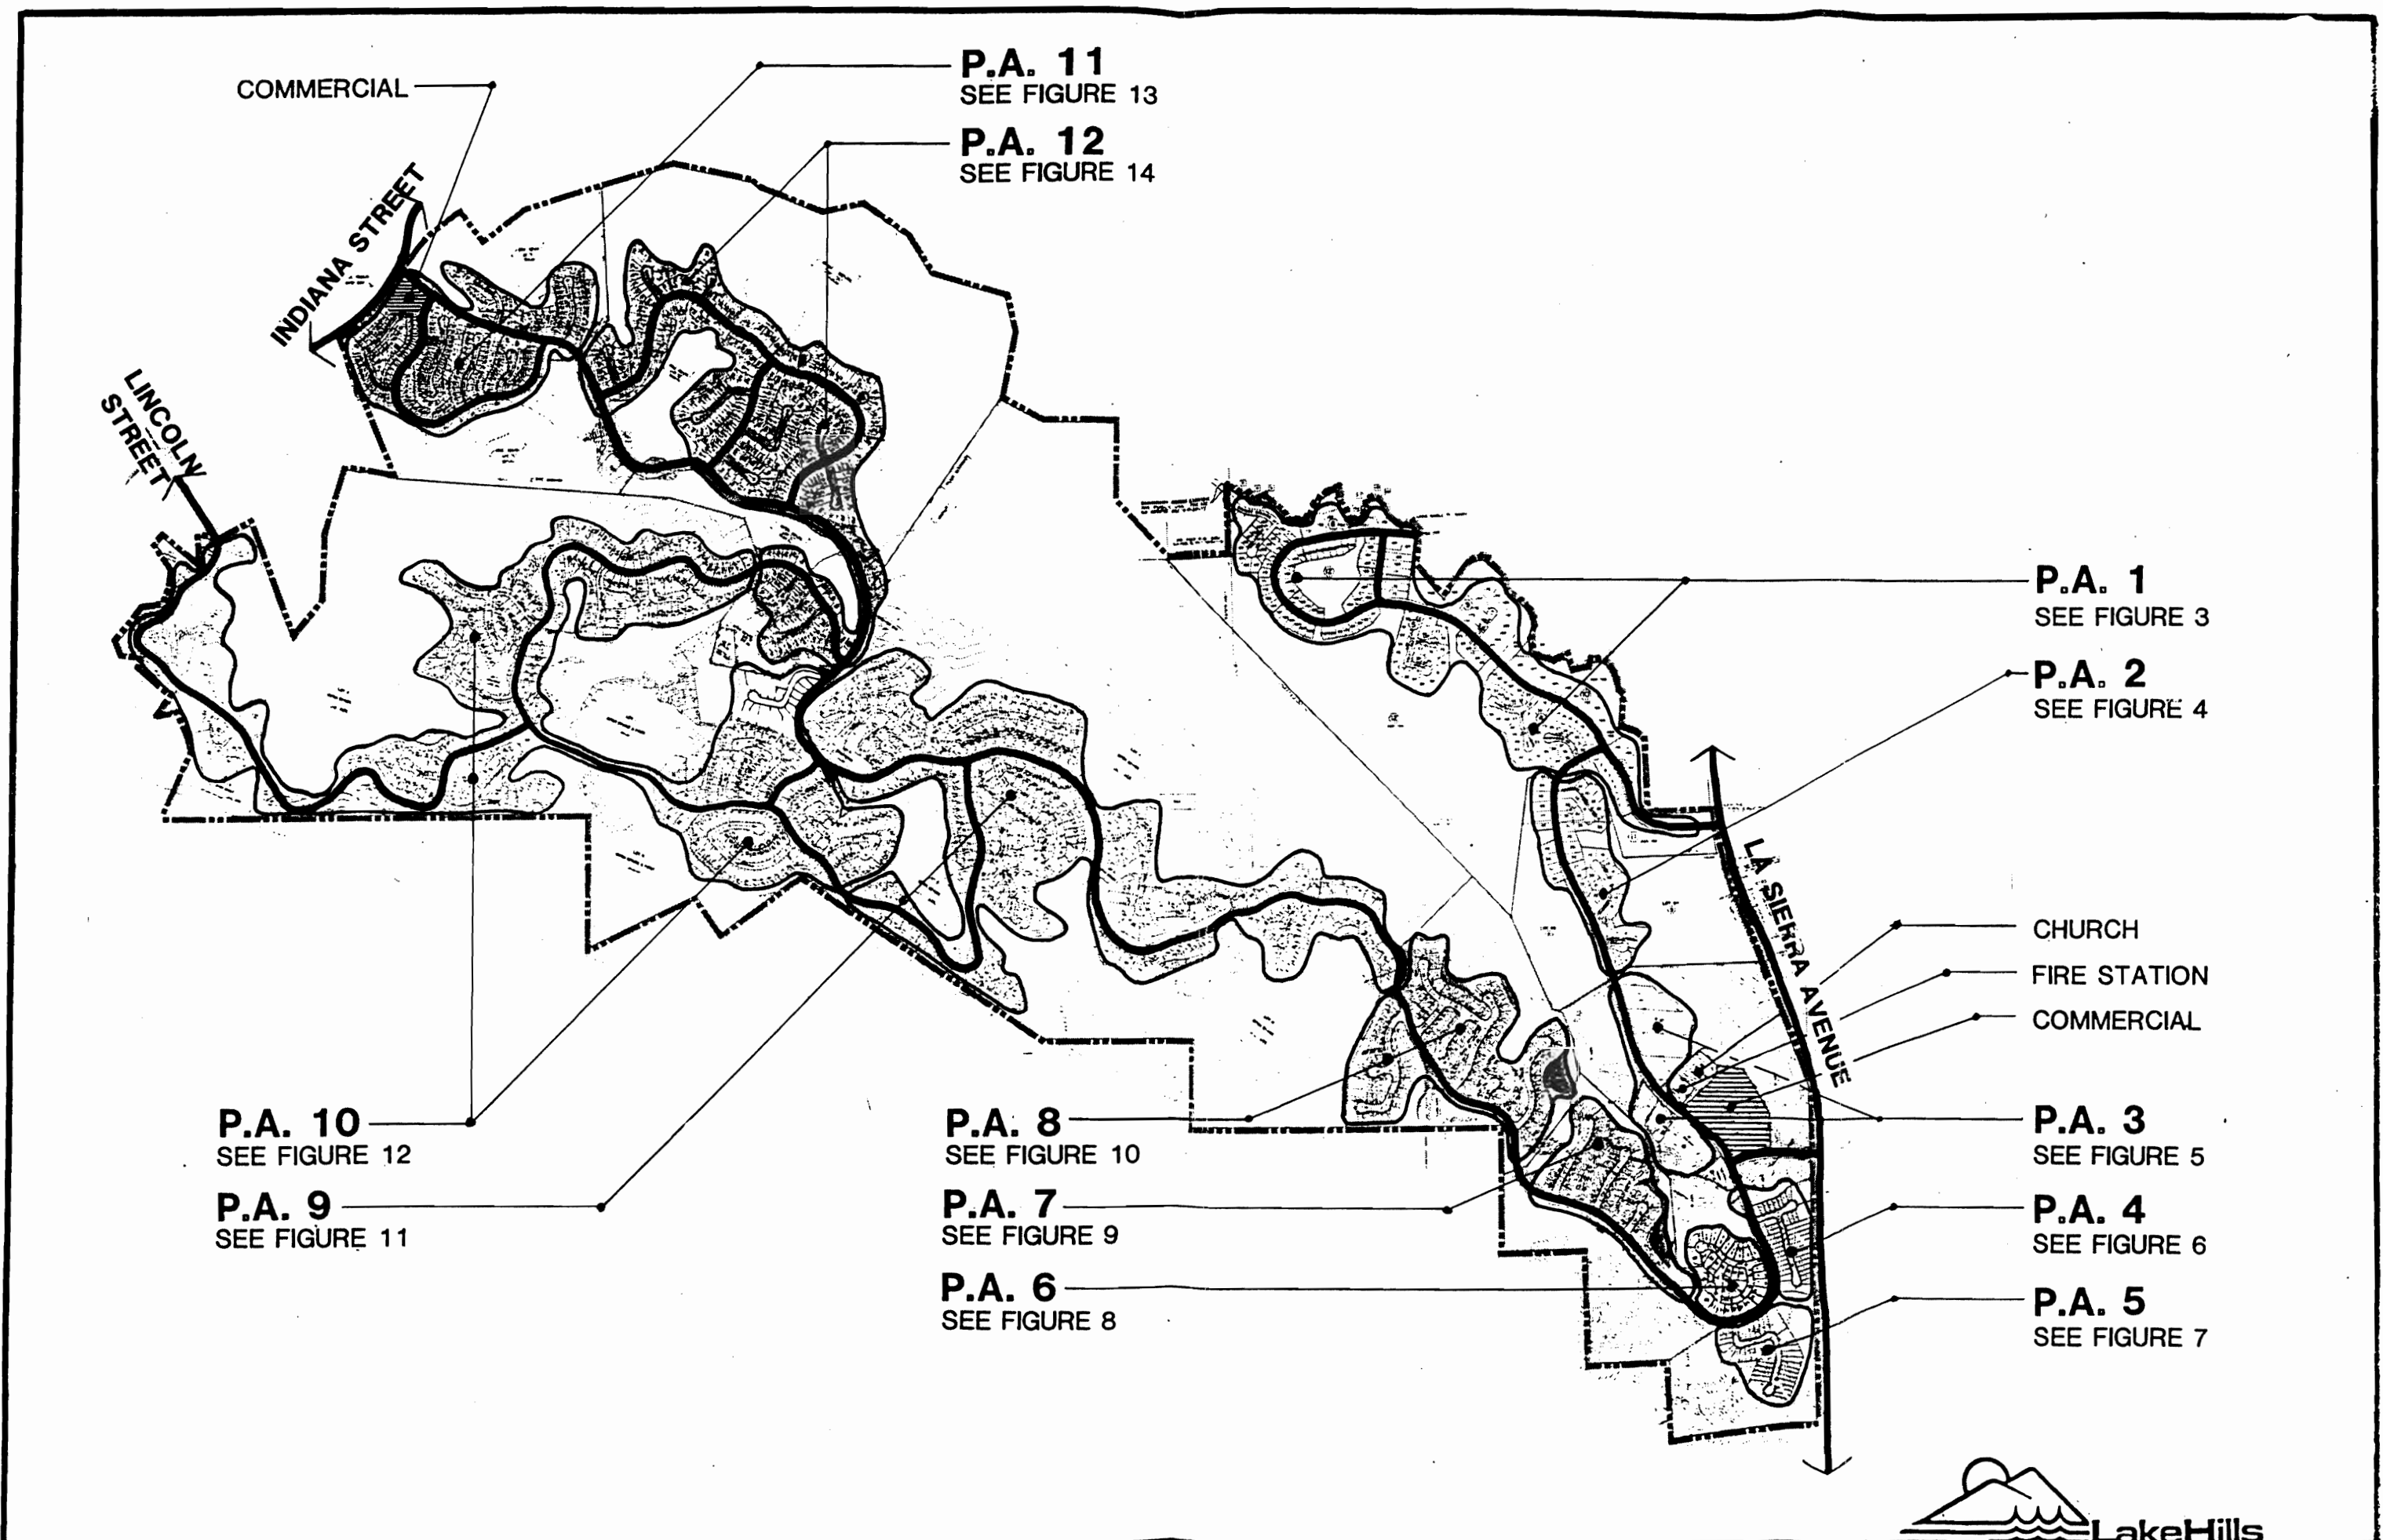 COMMERCIAL
P.A. 11
SEE FIGURE 13
P.A. 12
SEE FIGURE 14
INDIANA STREET
LINCOLN
STREET
P.A. 1
SEE FIGURE 3
P.A. 2
SEE FIGURE 4
LA SIERRA AVENUE
CHURCH
FIRE STATION
COMMERCIAL
P.A. 10
SEE FIGURE 12
P.A. 8
SEE FIGURE 10
P.A. 3
SEE FIGURE 5
P.A. 9
SEE FIGURE 11
P.A. 7
SEE FIGURE 9
P.A. 4
SEE FIGURE 6
P.A. 6
SEE FIGURE 8
P.A. 5
SEE FIGURE 7
LakeHills